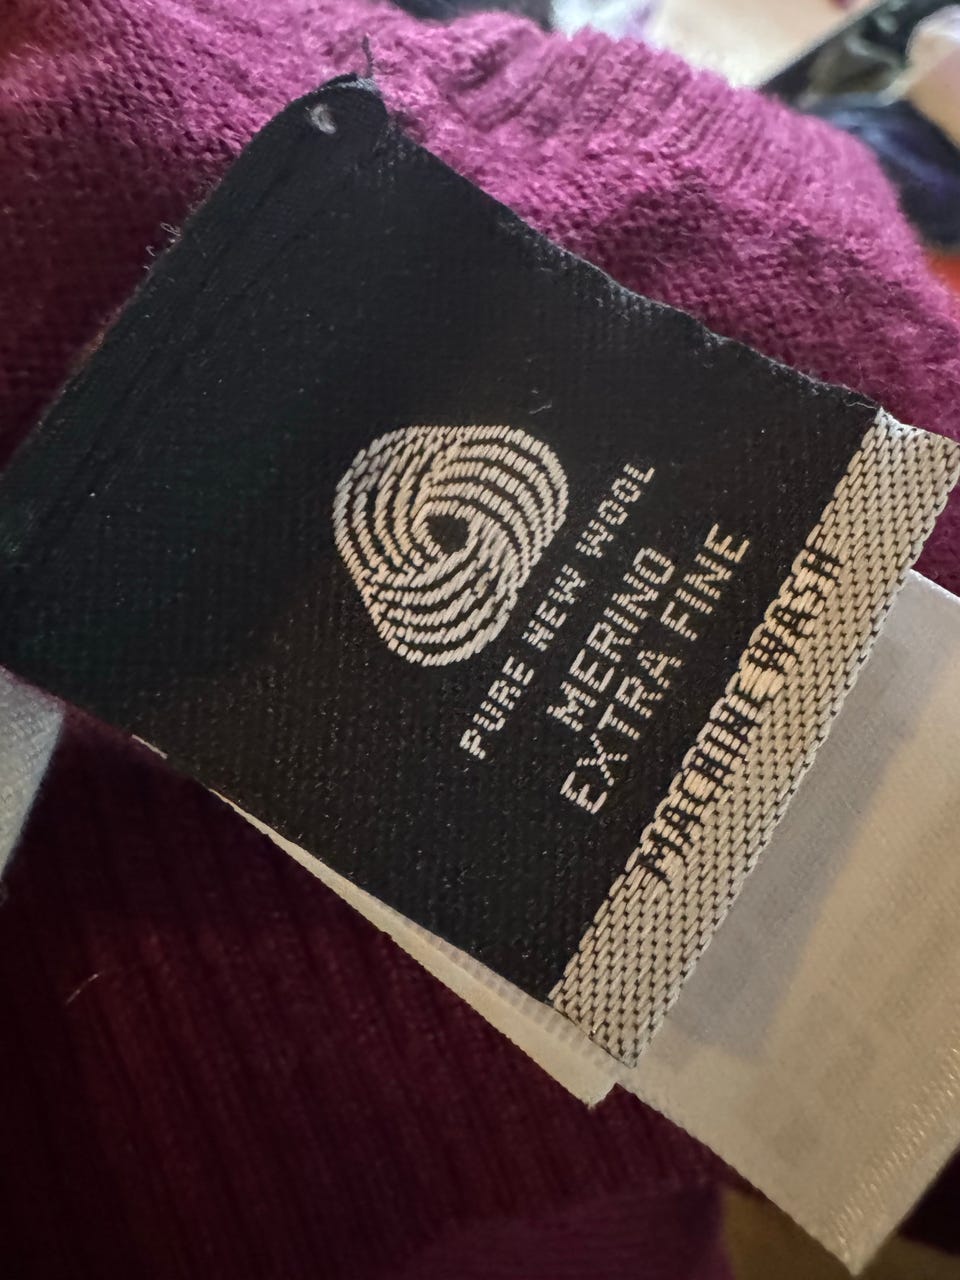 PURE NEW WOOL
MERINO
EXTRA FINE
MACHINE WASH